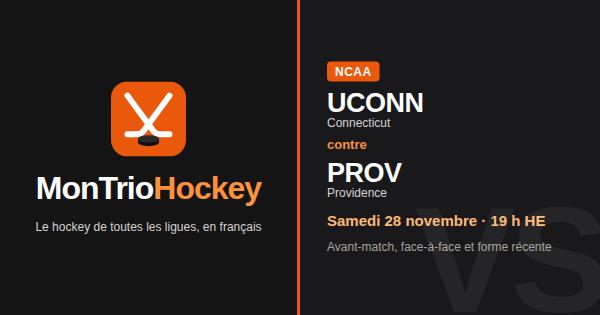 MonTrioHockey
Le hockey de toutes les ligues, en français
NCAA
UCONN
Connecticut
contre
PROV
Providence
Samedi 28 novembre · 19 h HE
Avant-match, face-à-face et forme récente
VS